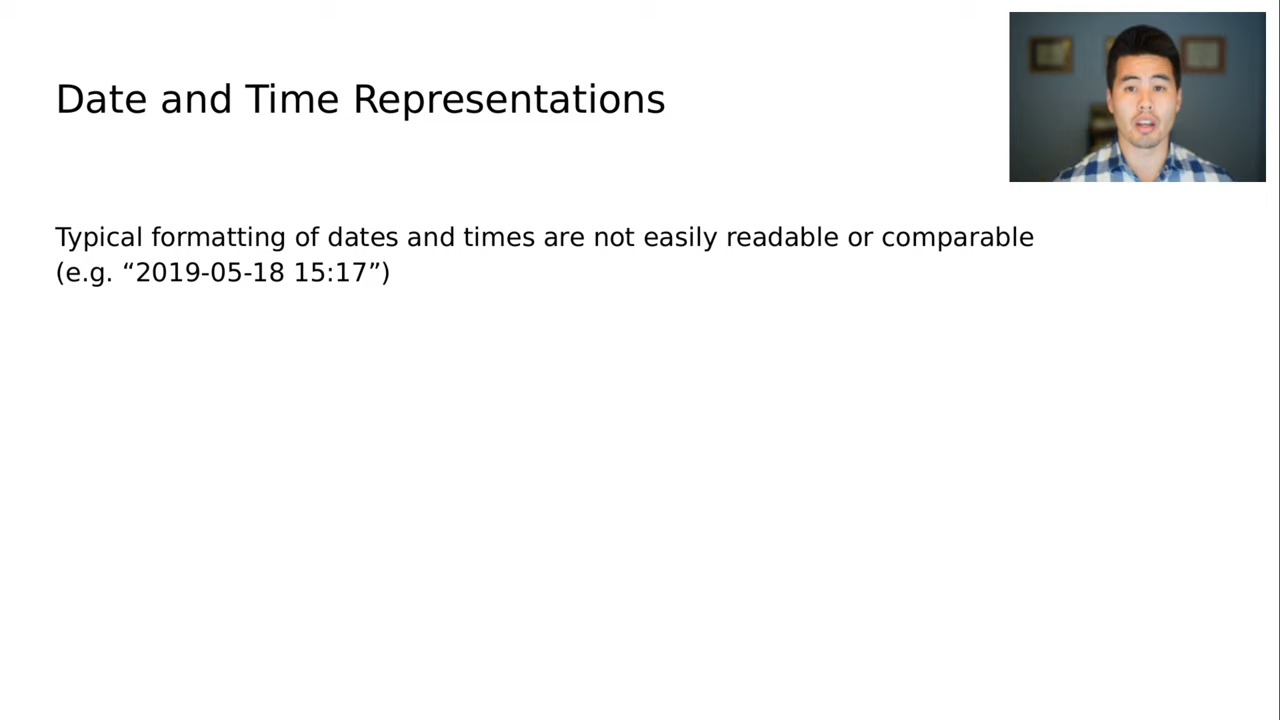 Date and Time Representations
Typical formatting of dates and times are not easily readable or comparable
(e.g. “2019-05-18 15:17”)